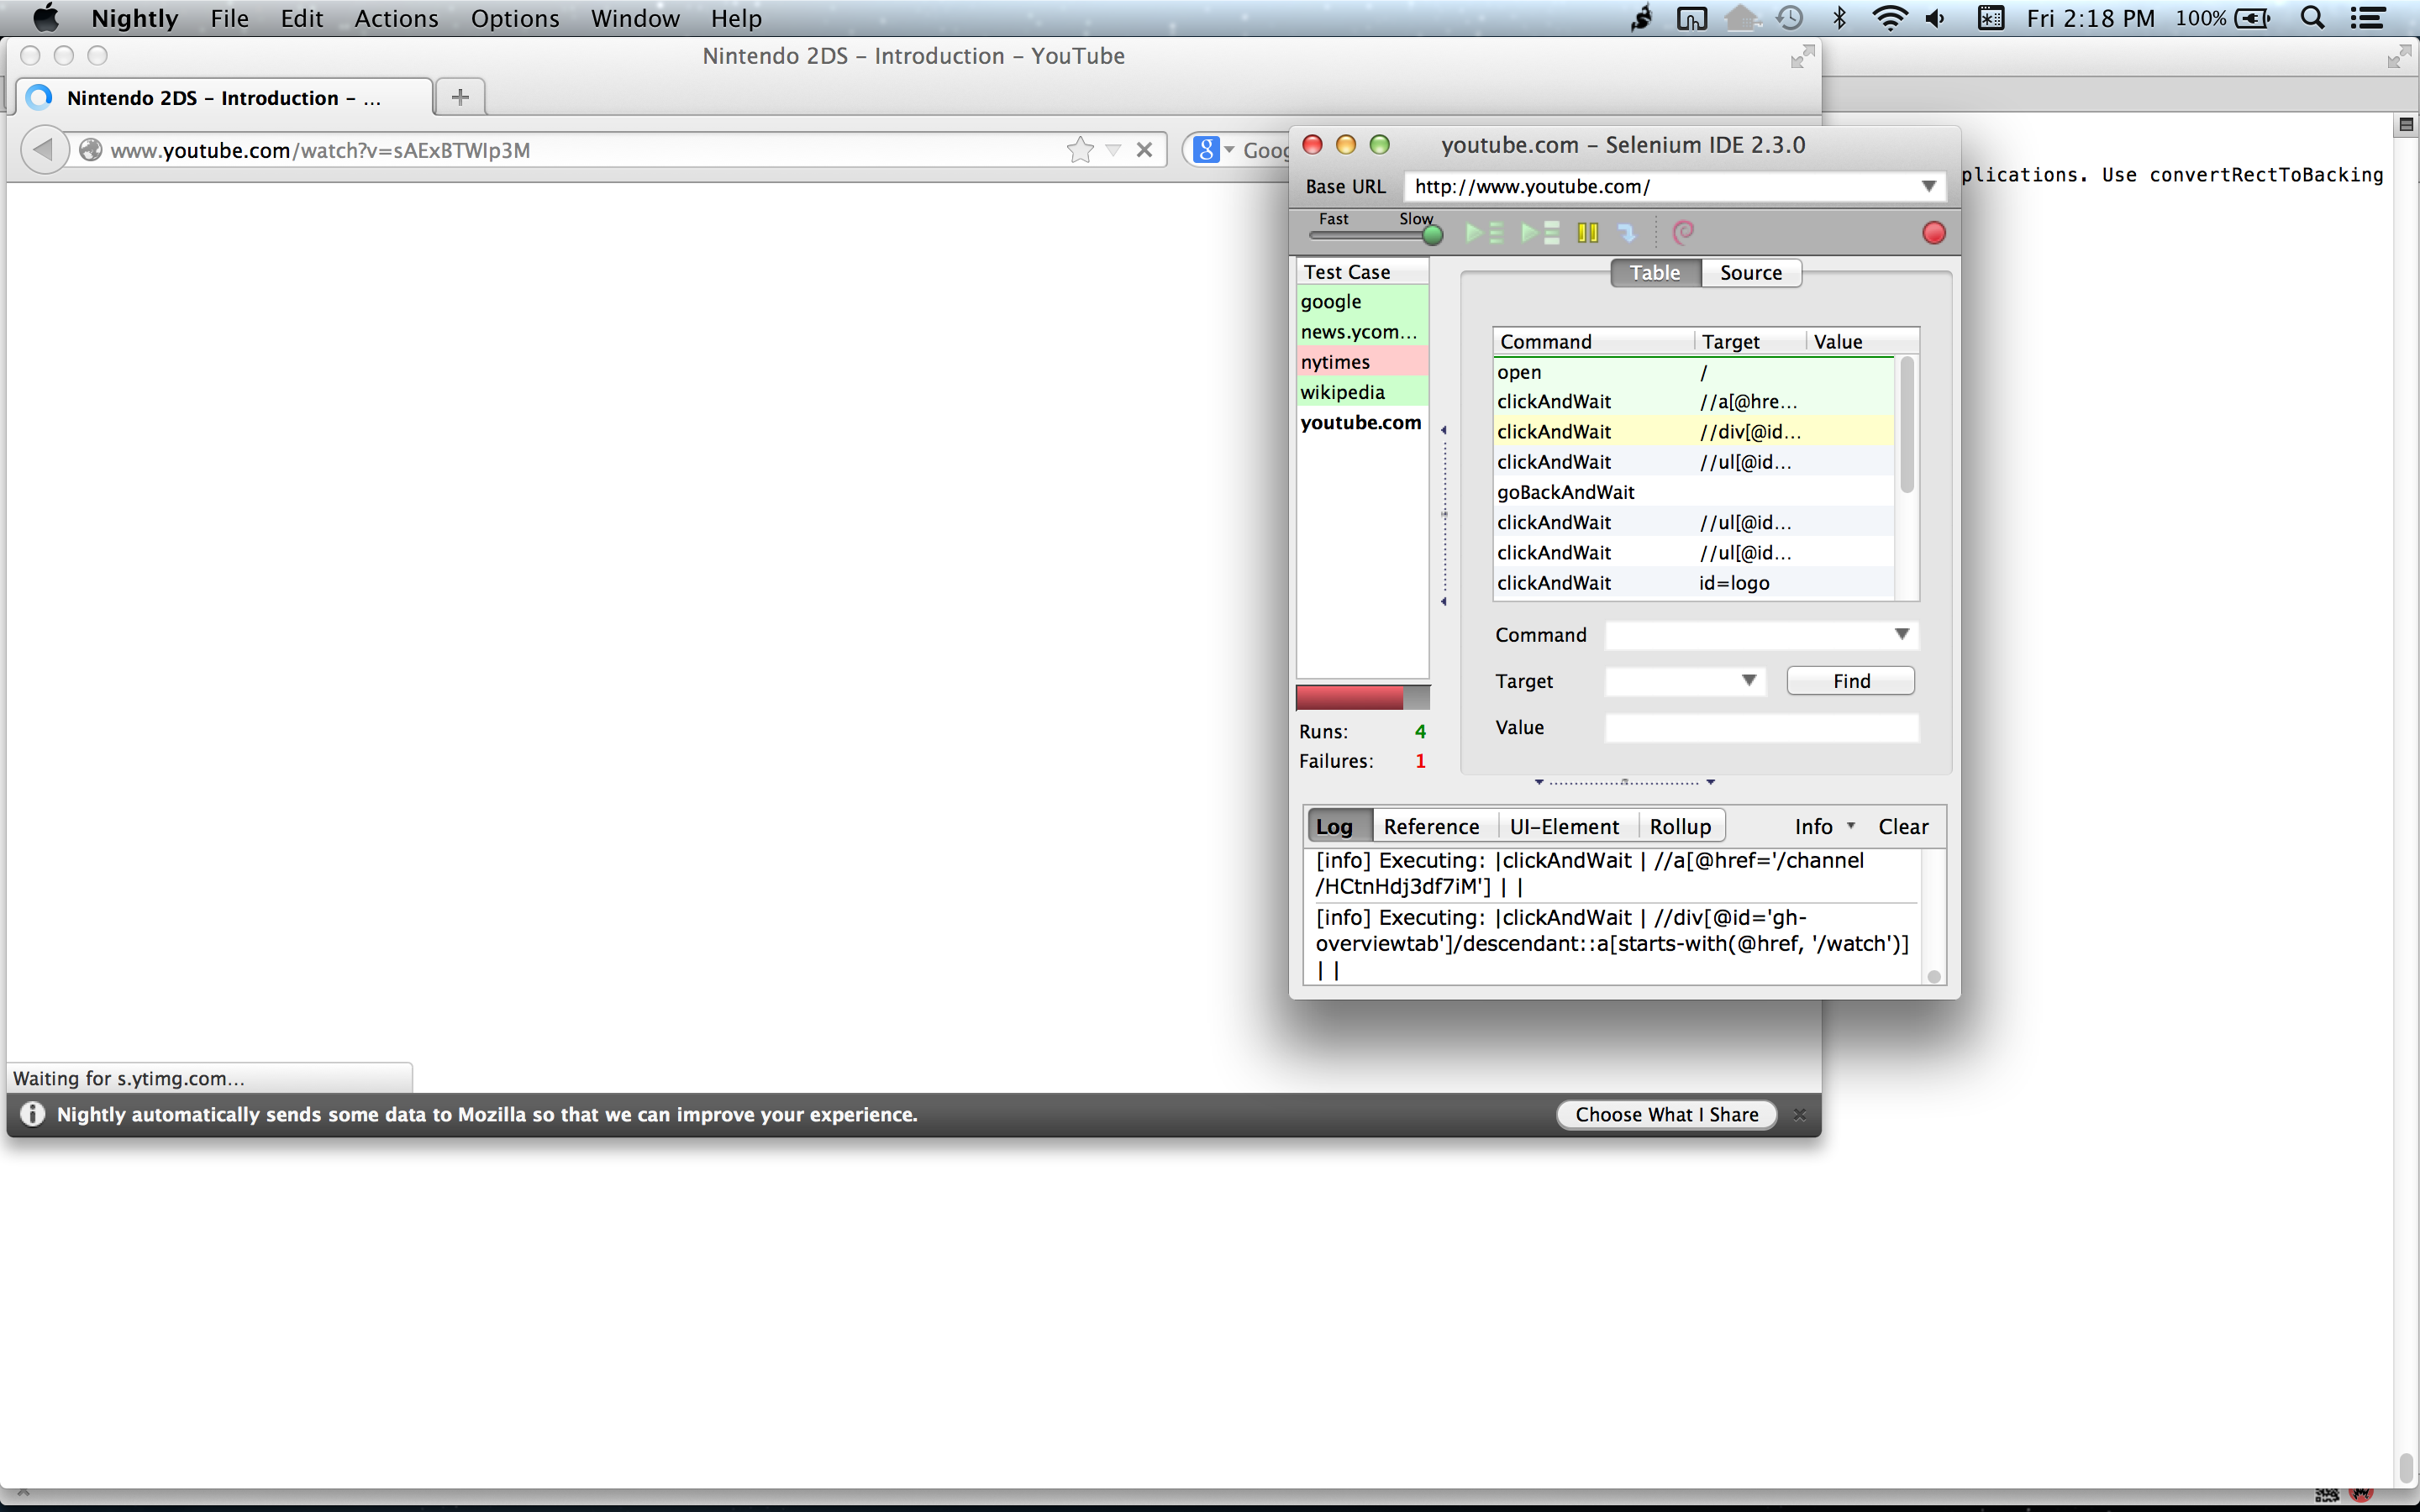 Nightly File Edit Actions Options Window Help Fri 2:18 PM 100%
Nintendo 2DS – Introduction – YouTube
Nintendo 2DS – Introduction – ...
www.youtube.com/watch?v=sAExBTWIp3M
Goog
plications. Use convertRectToBacking
youtube.com – Selenium IDE 2.3.0
Base URL http://www.youtube.com/
Fast Slow
Test Case
google
news.ycom...
nytimes
wikipedia
youtube.com
Runs: 4
Failures: 1
Table Source
Command Target Value
open /
clickAndWait //a[@hre...
clickAndWait //div[@id...
clickAndWait //ul[@id...
goBackAndWait
clickAndWait //ul[@id...
clickAndWait //ul[@id...
clickAndWait id=logo
Command
Target Find
Value
Log Reference UI-Element Rollup Info Clear
[info] Executing: |clickAndWait | //a[@href='/channel
/HCtnHdj3df7iM'] | |
[info] Executing: |clickAndWait | //div[@id='gh-
overviewtab']/descendant::a[starts-with(@href, '/watch')]
| |
Waiting for s.ytimg.com...
Nightly automatically sends some data to Mozilla so that we can improve your experience. Choose What I Share